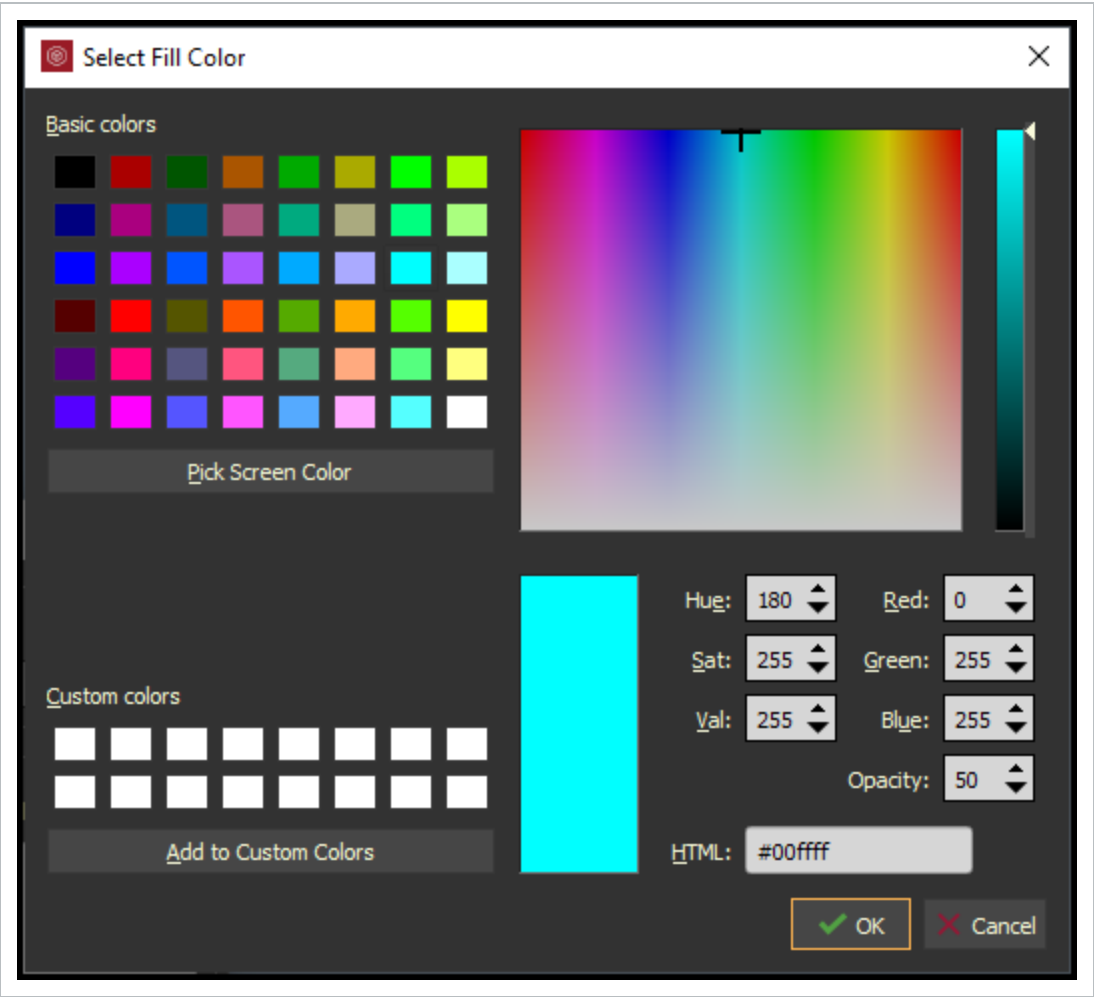 Select Fill Color
Basic colors
Pick Screen Color
Custom colors
Add to Custom Colors
Hue: 180 Red: 0
Sat: 255 Green: 255
Val: 255 Blue: 255
Opacity: 50
HTML: #00ffff
OK Cancel